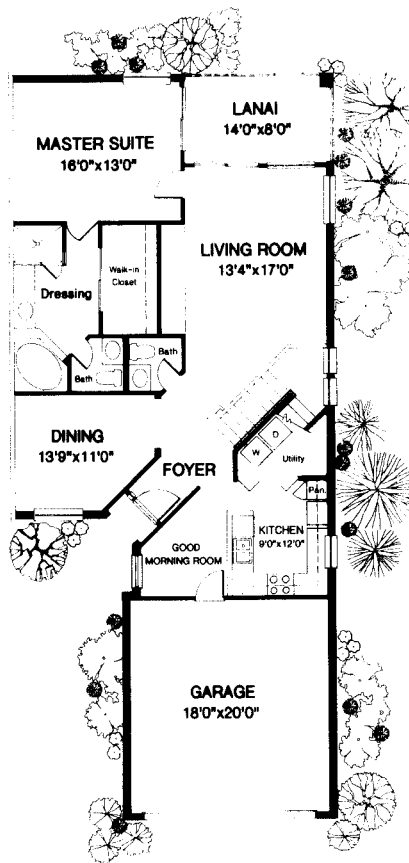 LANAI
14'0"x8'0"
MASTER SUITE
16'0"x13'0"
LIVING ROOM
13'4"x17'0"
Walk-in
Closet
Dressing
Bath
Bath
DINING
13'9"x11'0"
FOYER
W
D
Utility
Pan.
KITCHEN
9'0"x12'0"
GOOD
MORNING ROOM
GARAGE
18'0"x20'0"